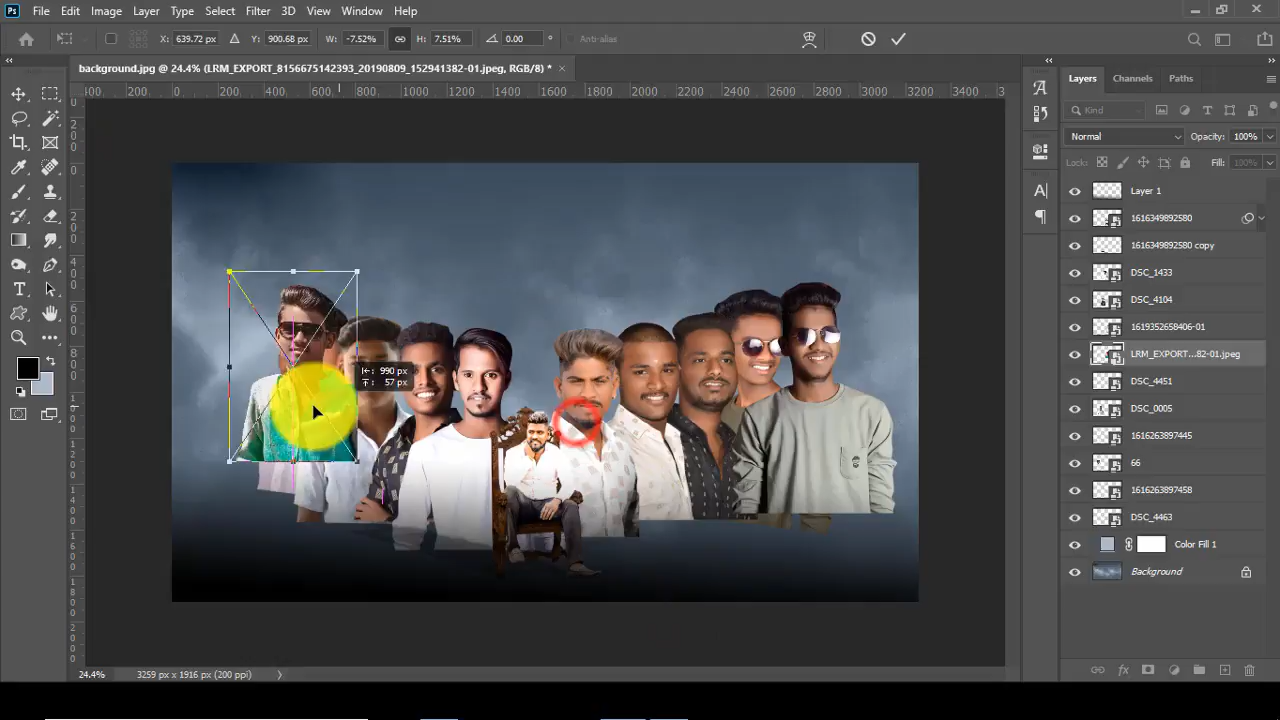 Ps File Edit Image Layer Type Select Filter 3D View Window Help
X: 639.72 px Y: 900.68 px W: -7.52% H: 7.51% 0.00 ° Anti-alias
background.jpg @ 24.4% (LRM_EXPORT_8156675142393_20190809_152941382-01.jpeg, RGB/8) * ×
400 200 0 200 400 600 800 1000 1200 1400 1600 1800 2000 2200 2400 2600 2800 3000 3200 3400 3
Layers Channels Paths
Kind
Normal Opacity: 100%
Lock: Fill: 100%
Layer 1
1616349892580
1616349892580 copy
DSC_1433
DSC_4104
1619352658406-01
LRM_EXPORT...82-01.jpeg
DSC_4451
DSC_0005
1616263897445
66
1616263897458
DSC_4463
Color Fill 1
Background
990 px
57 px
24.4% 3259 px x 1916 px (200 ppi)